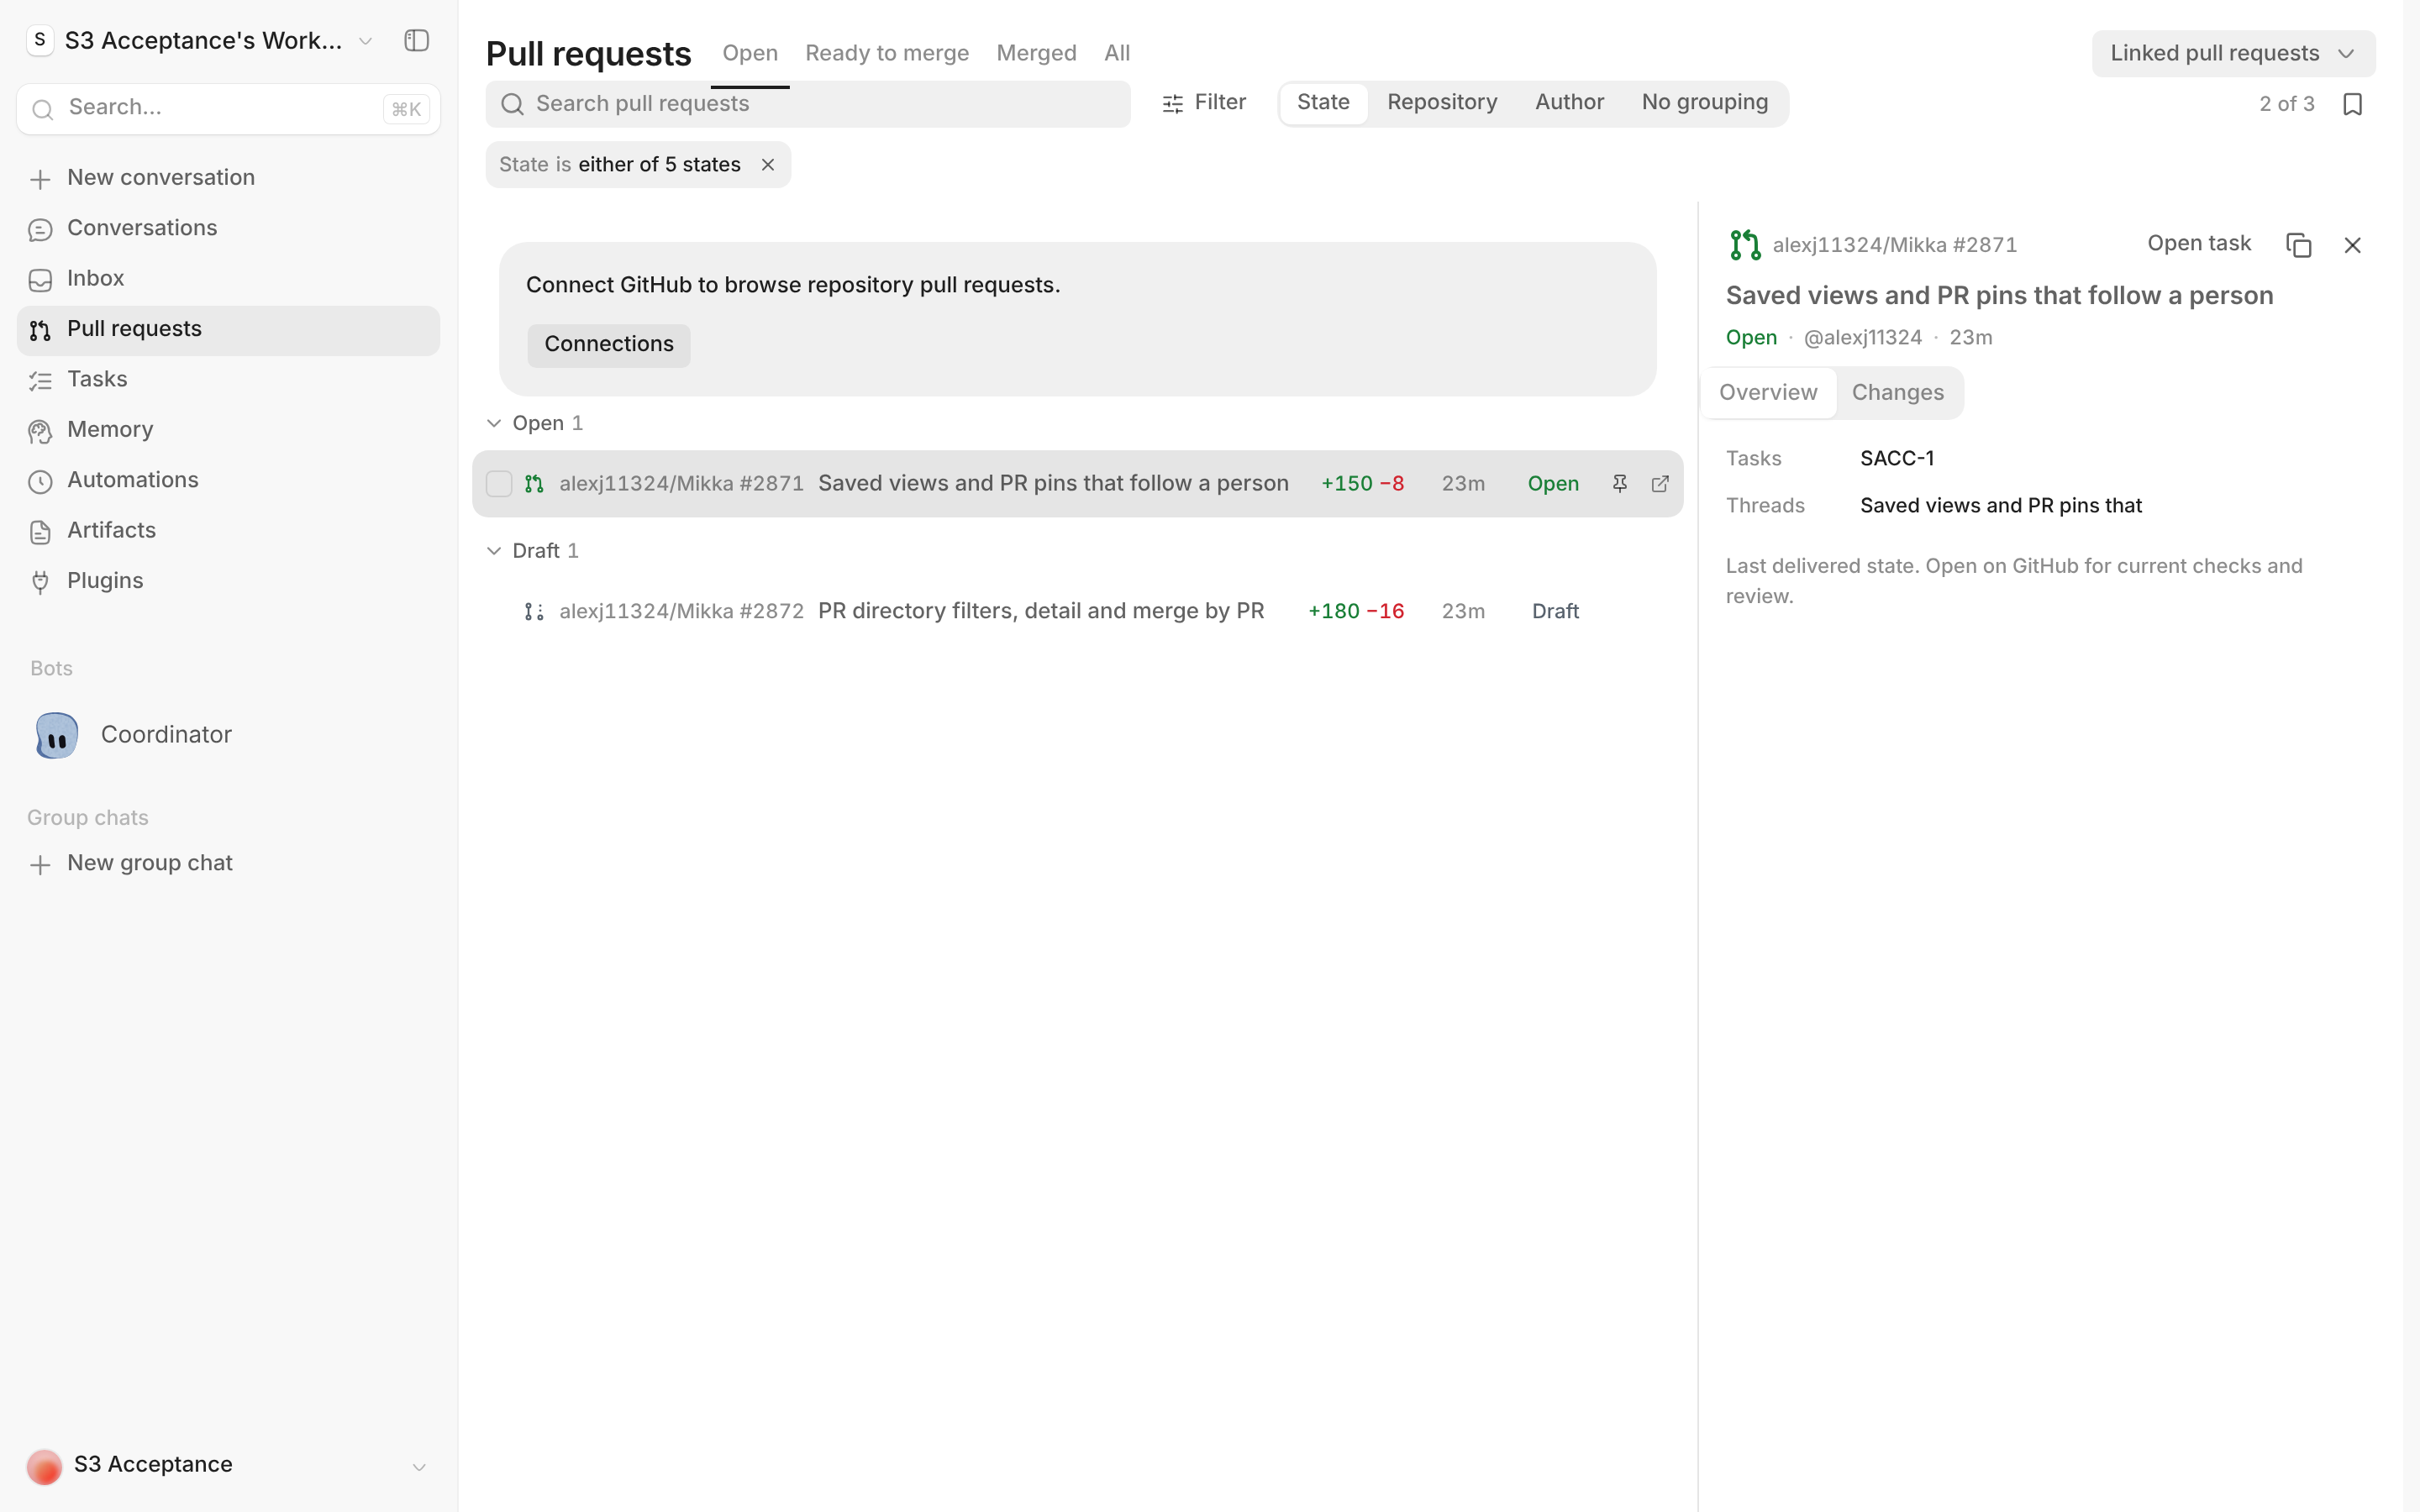 S S3 Acceptance's Work...
Search... ⌘K
New conversation
Conversations
Inbox
Pull requests
Tasks
Memory
Automations
Artifacts
Plugins
Bots
Coordinator
Group chats
New group chat
S3 Acceptance
Pull requests Open Ready to merge Merged All Linked pull requests
Search pull requests Filter State Repository Author No grouping 2 of 3
State is either of 5 states
Connect GitHub to browse repository pull requests.
Connections
Open 1
alexj11324/Mikka #2871 Saved views and PR pins that follow a person +150 −8 23m Open
Draft 1
alexj11324/Mikka #2872 PR directory filters, detail and merge by PR +180 −16 23m Draft
alexj11324/Mikka #2871 Open task
Saved views and PR pins that follow a person
Open · @alexj11324 · 23m
Overview Changes
Tasks SACC-1
Threads Saved views and PR pins that
Last delivered state. Open on GitHub for current checks and
review.